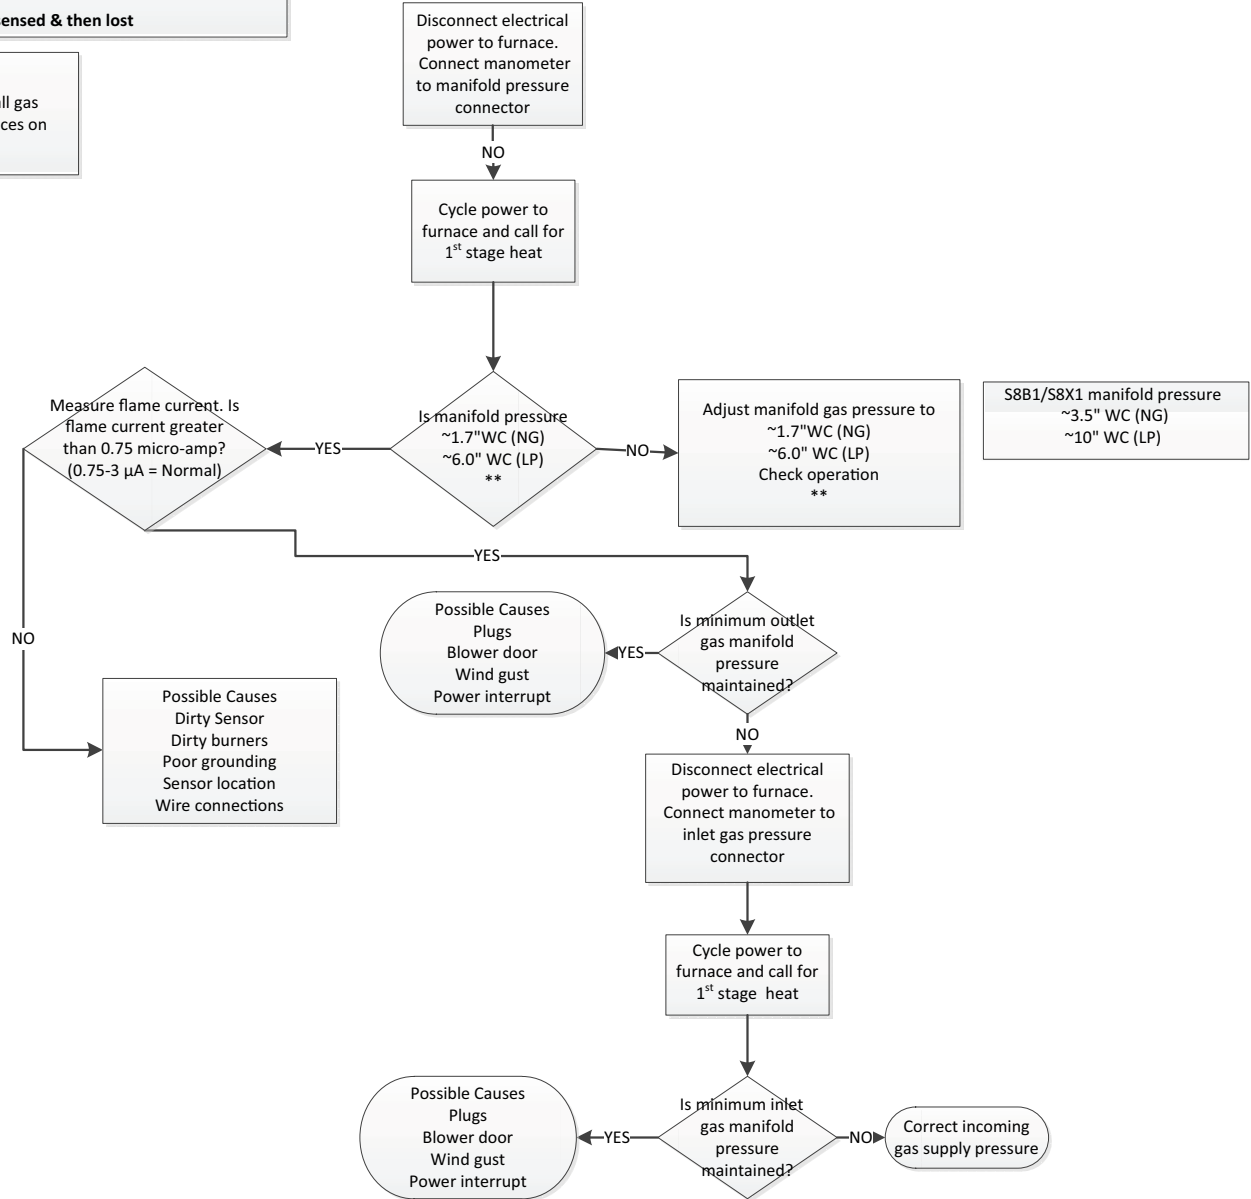 & then lost
Disconnect electrical
power to furnace.
Connect manometer
to manifold pressure
connector
gas
on
NO
Cycle power to
furnace and call for
1st stage heat
Measure flame current. Is
flame current greater
than 0.75 micro-amp?
(0.75-3 µA = Normal)
YES
Is manifold pressure
~1.7"WC (NG)
~6.0" WC (LP)
**
NO
Adjust manifold gas pressure to
~1.7"WC (NG)
~6.0" WC (LP)
Check operation
**
S8B1/S8X1 manifold pressure
~3.5" WC (NG)
~10" WC (LP)
YES
NO
Possible Causes
Plugs
Blower door
Wind gust
Power interrupt
YES
Is minimum outlet
gas manifold
pressure
maintained?
Possible Causes
Dirty Sensor
Dirty burners
Poor grounding
Sensor location
Wire connections
NO
Disconnect electrical
power to furnace.
Connect manometer to
inlet gas pressure
connector
Cycle power to
furnace and call for
1st stage heat
Possible Causes
Plugs
Blower door
Wind gust
Power interrupt
YES
Is minimum inlet
gas manifold
pressure
maintained?
NO
Correct incoming
gas supply pressure